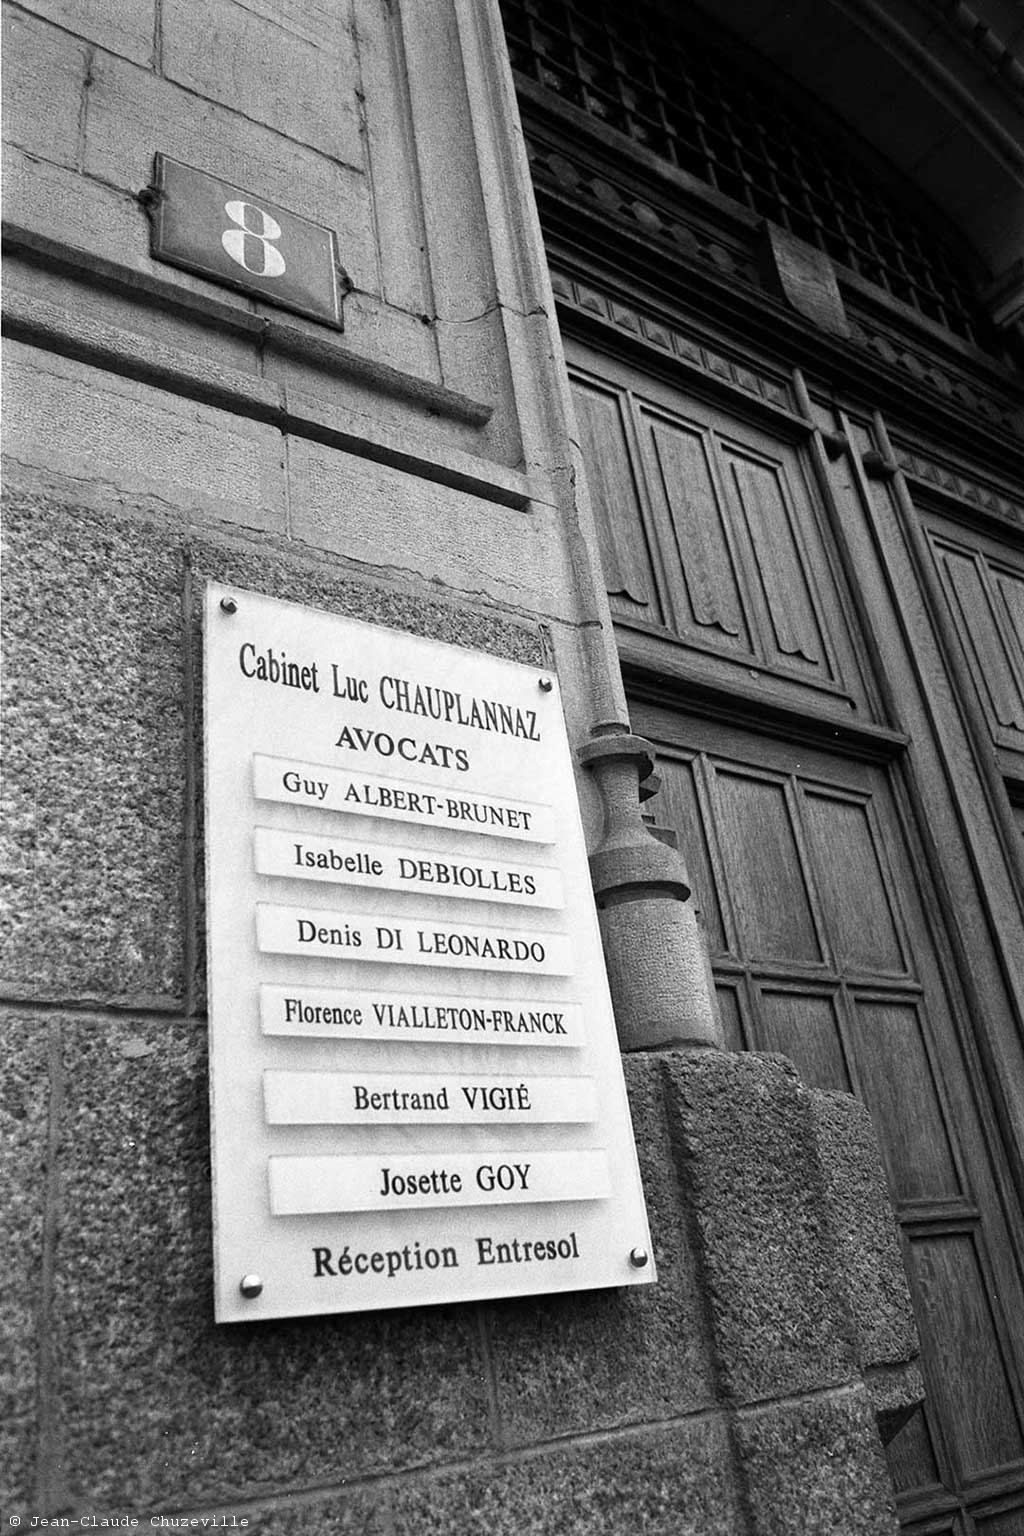 8
Cabinet Luc CHAUPLANNAZ
AVOCATS
Guy ALBERT-BRUNET
Isabelle DEBIOLLES
Denis DI LEONARDO
Florence VIALLETON-FRANCK
Bertrand VIGIÉ
Josette GOY
Réception Entresol
© Jean-Claude Chuzeville